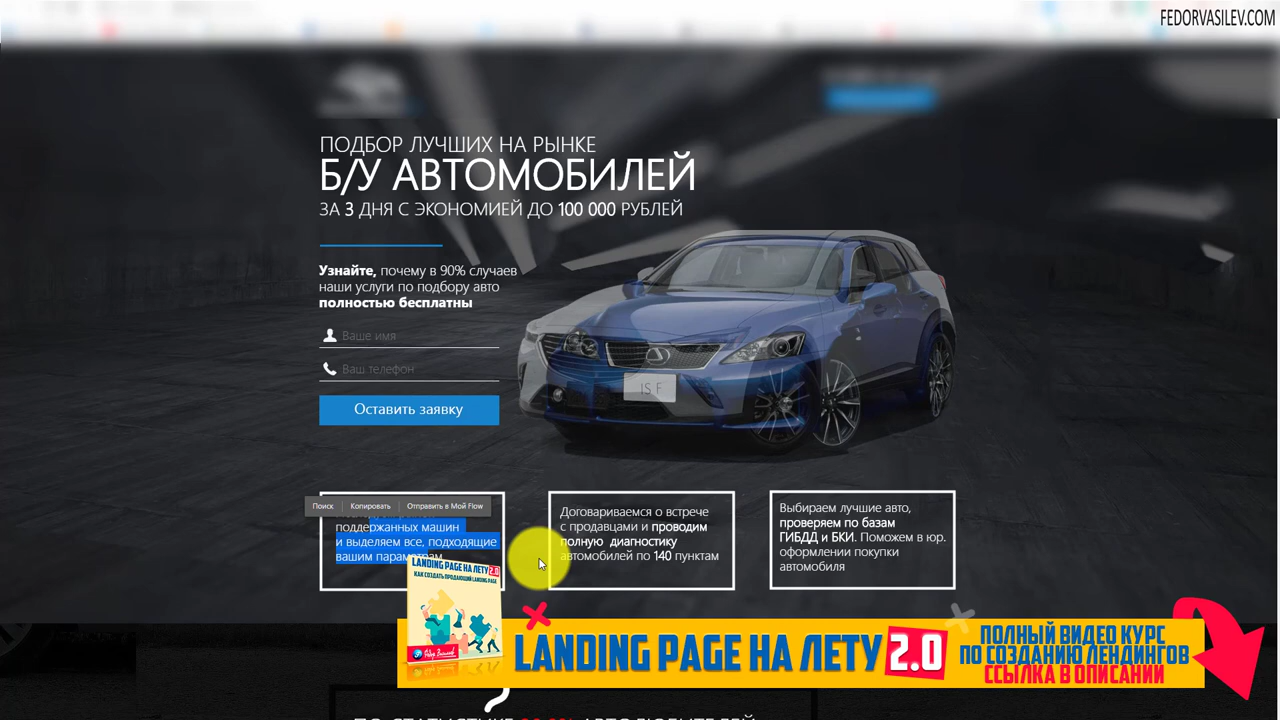 FEDORVASILEV.COM
ПОДБОР ЛУЧШИХ НА РЫНКЕ
Б/У АВТОМОБИЛЕЙ
ЗА 3 ДНЯ С ЭКОНОМИЕЙ ДО 100 000 РУБЛЕЙ
Узнайте, почему в 90% случаев
наши услуги по подбору авто
полностью бесплатны
Ваше имя
Ваш телефон
Оставить заявку
IS F
Поиск
Копировать
Отправить в Мой Flow
поддержанных машин
и выделяем все, подходящие
вашим параметрам
Договариваемся о встрече
с продавцами и проводим
полную диагностику
автомобилей по 140 пунктам
Выбираем лучшие авто,
проверяем по базам
ГИБДД и БКИ. Поможем в юр.
оформлении покупки
автомобиля
LANDING PAGE НА ЛЕТУ 2.0
КАК СОЗДАТЬ ПРОДАЮЩИЙ LANDING PAGE
LANDING PAGE НА ЛЕТУ 2.0
ПОЛНЫЙ ВИДЕО КУРС
ПО СОЗДАНИЮ ЛЕНДИНГОВ
ССЫЛКА В ОПИСАНИИ